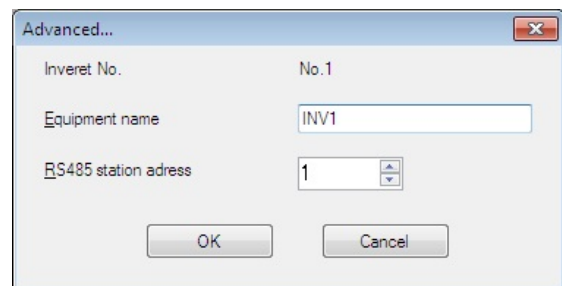 Advanced...
Inveret No. No.1
Equipment name INV1
RS485 station adress 1
OK Cancel